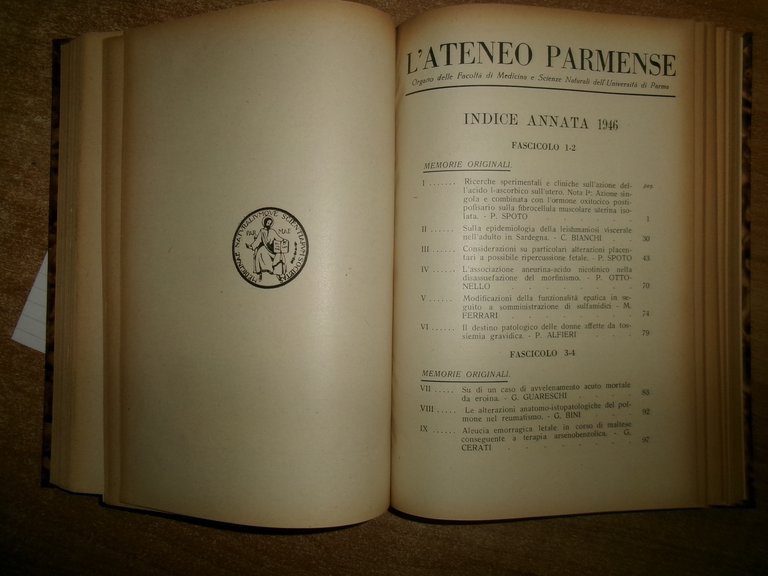 L'ATENEO PARMENSE
Organo delle Facoltà di Medicina e Scienze Naturali dell'Università di Parma
INDICE ANNATA 1946
FASCICOLO 1-2
MEMORIE ORIGINALI.
I ....... Ricerche sperimentali e cliniche sull'azione del-
l'acido l-ascorbico sull'utero. Nota Iª: Azione sin-
gola e combinata con l'ormone oxitocico posti-
pofisario sulla fibrocellula muscolare uterina iso-
lata. - P. SPOTO 1
II ...... Sulla epidemiologia della leishmaniosi viscerale
nell'adulto in Sardegna. - C. BIANCHI 30
III ..... Considerazioni su particolari alterazioni placen-
tari a possibile ripercussione fetale. - P. SPOTO 43
IV ...... L'associazione aneurina-acido nicotinico nella
disassuefazione del morfinismo. - P. OTTO-
NELLO 70
V ...... Modificazioni della funzionalità epatica in se-
guito a somministrazione di sulfamidici - M.
FERRARI 74
VI ...... Il destino patologico delle donne affette da tos-
siemia gravidica. - P. ALFIERI 79
FASCICOLO 3-4
MEMORIE ORIGINALI.
VII ..... Su di un caso di avvelenamento acuto mortale
da eroina. - G. GUARESCHI 83
VIII ..... Le alterazioni anatomo-istopatologiche del pol-
mone nel reumatismo. - G. BINI 92
IX ...... Aleucia emorragica letale in corso di maltese
conseguente a terapia arsenobenzolica. - G.
CERATI 97